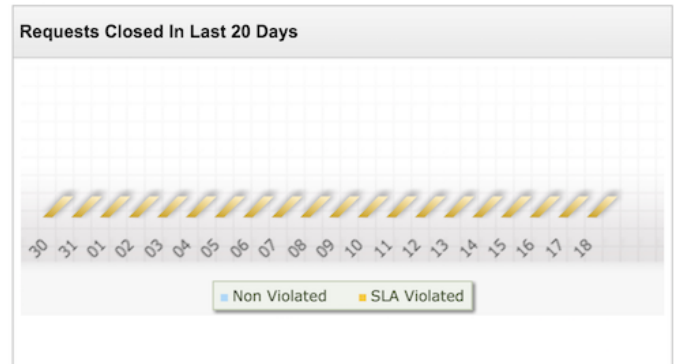 Requests Closed In Last 20 Days
30 31 01 02 03 04 05 06 07 08 09 10 11 12 13 14 15 16 17 18
Non Violated SLA Violated